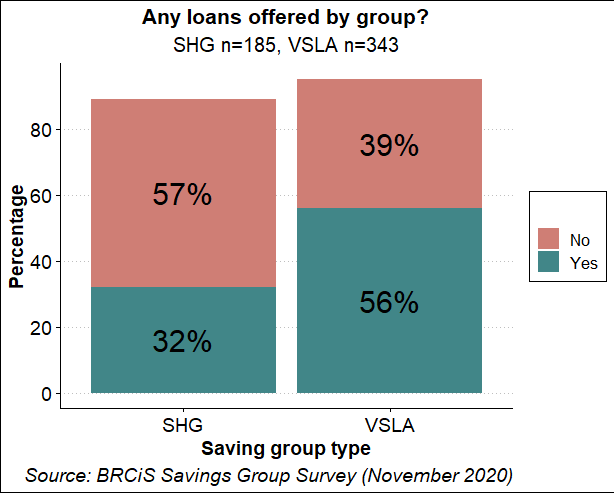 Any loans offered by group?
SHG n=185, VSLA n=343
Percentage
80
60
40
20
0
57%
32%
39%
56%
No
Yes
SHG
VSLA
Saving group type
Source: BRCiS Savings Group Survey (November 2020)